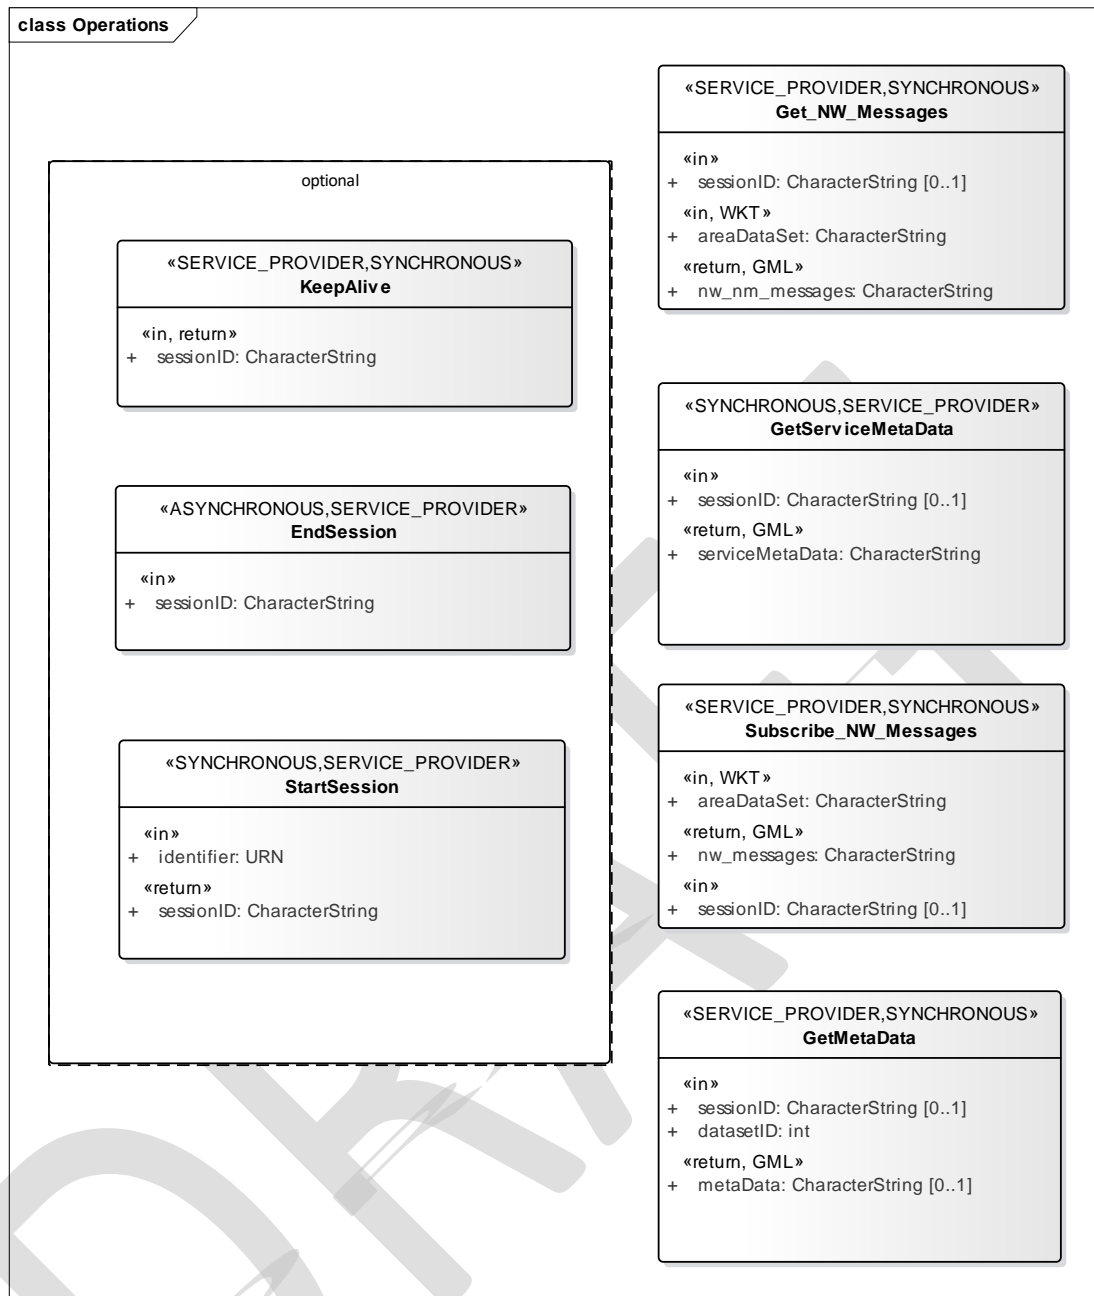 class Operations
optional
«SERVICE_PROVIDER,SYNCHRONOUS»
KeepAlive
«in, return»
+ sessionID: CharacterString
«ASYNCHRONOUS,SERVICE_PROVIDER»
EndSession
«in»
+ sessionID: CharacterString
«SYNCHRONOUS,SERVICE_PROVIDER»
StartSession
«in»
+ identifier: URN
«return»
+ sessionID: CharacterString
«SERVICE_PROVIDER,SYNCHRONOUS»
Get_NW_Messages
«in»
+ sessionID: CharacterString [0..1]
«in, WKT»
+ areaDataSet: CharacterString
«return, GML»
+ nw_nm_messages: CharacterString
«SYNCHRONOUS,SERVICE_PROVIDER»
GetServiceMetaData
«in»
+ sessionID: CharacterString [0..1]
«return, GML»
+ serviceMetaData: CharacterString
«SERVICE_PROVIDER,SYNCHRONOUS»
Subscribe_NW_Messages
«in, WKT»
+ areaDataSet: CharacterString
«return, GML»
+ nw_messages: CharacterString
«in»
+ sessionID: CharacterString [0..1]
«SERVICE_PROVIDER,SYNCHRONOUS»
GetMetaData
«in»
+ sessionID: CharacterString [0..1]
+ datasetID: int
«return, GML»
+ metaData: CharacterString [0..1]
DRAFT